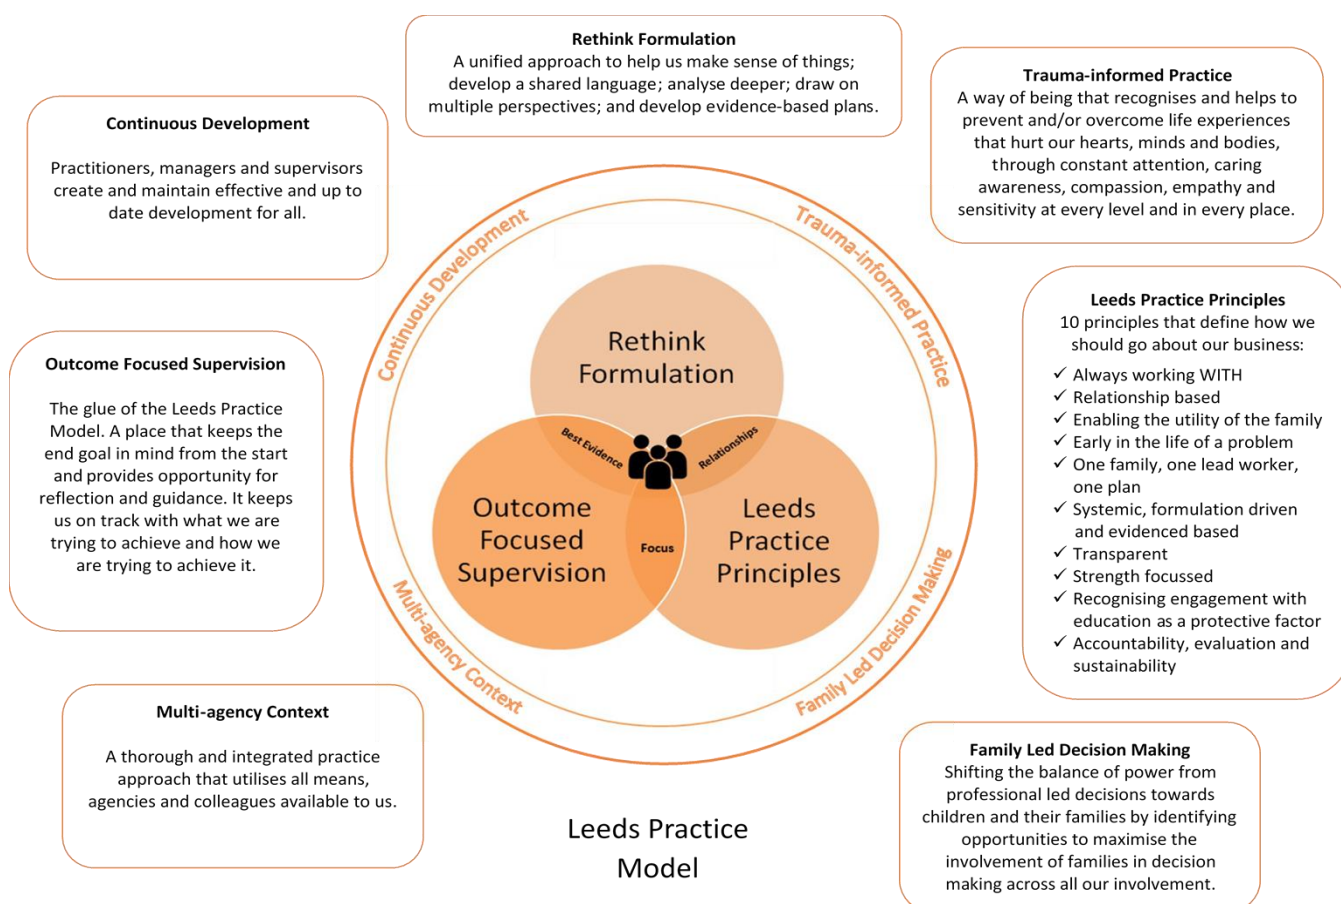 Rethink Formulation
A unified approach to help us make sense of things;
develop a shared language; analyse deeper; draw on
multiple perspectives; and develop evidence-based plans.
Trauma-informed Practice
A way of being that recognises and helps to
prevent and/or overcome life experiences
that hurt our hearts, minds and bodies,
through constant attention, caring
awareness, compassion, empathy and
sensitivity at every level and in every place.
Continuous Development
Practitioners, managers and supervisors
create and maintain effective and up to
date development for all.
Leeds Practice Principles
10 principles that define how we
should go about our business:
✓ Always working WITH
✓ Relationship based
✓ Enabling the utility of the family
✓ Early in the life of a problem
✓ One family, one lead worker,
one plan
✓ Systemic, formulation driven
and evidenced based
✓ Transparent
✓ Strength focussed
✓ Recognising engagement with
education as a protective factor
✓ Accountability, evaluation and
sustainability
Outcome Focused Supervision
The glue of the Leeds Practice
Model. A place that keeps the
end goal in mind from the start
and provides opportunity for
reflection and guidance. It keeps
us on track with what we are
trying to achieve and how we
are trying to achieve it.
Continuous Development
Trauma-informed Practice
Multi-agency Context
Family Led Decision Making
Rethink
Formulation
Best Evidence
Relationships
Outcome
Focused
Supervision
Focus
Leeds
Practice
Principles
Multi-agency Context
A thorough and integrated practice
approach that utilises all means,
agencies and colleagues available to us.
Family Led Decision Making
Shifting the balance of power from
professional led decisions towards
children and their families by identifying
opportunities to maximise the
involvement of families in decision
making across all our involvement.
Leeds Practice
Model